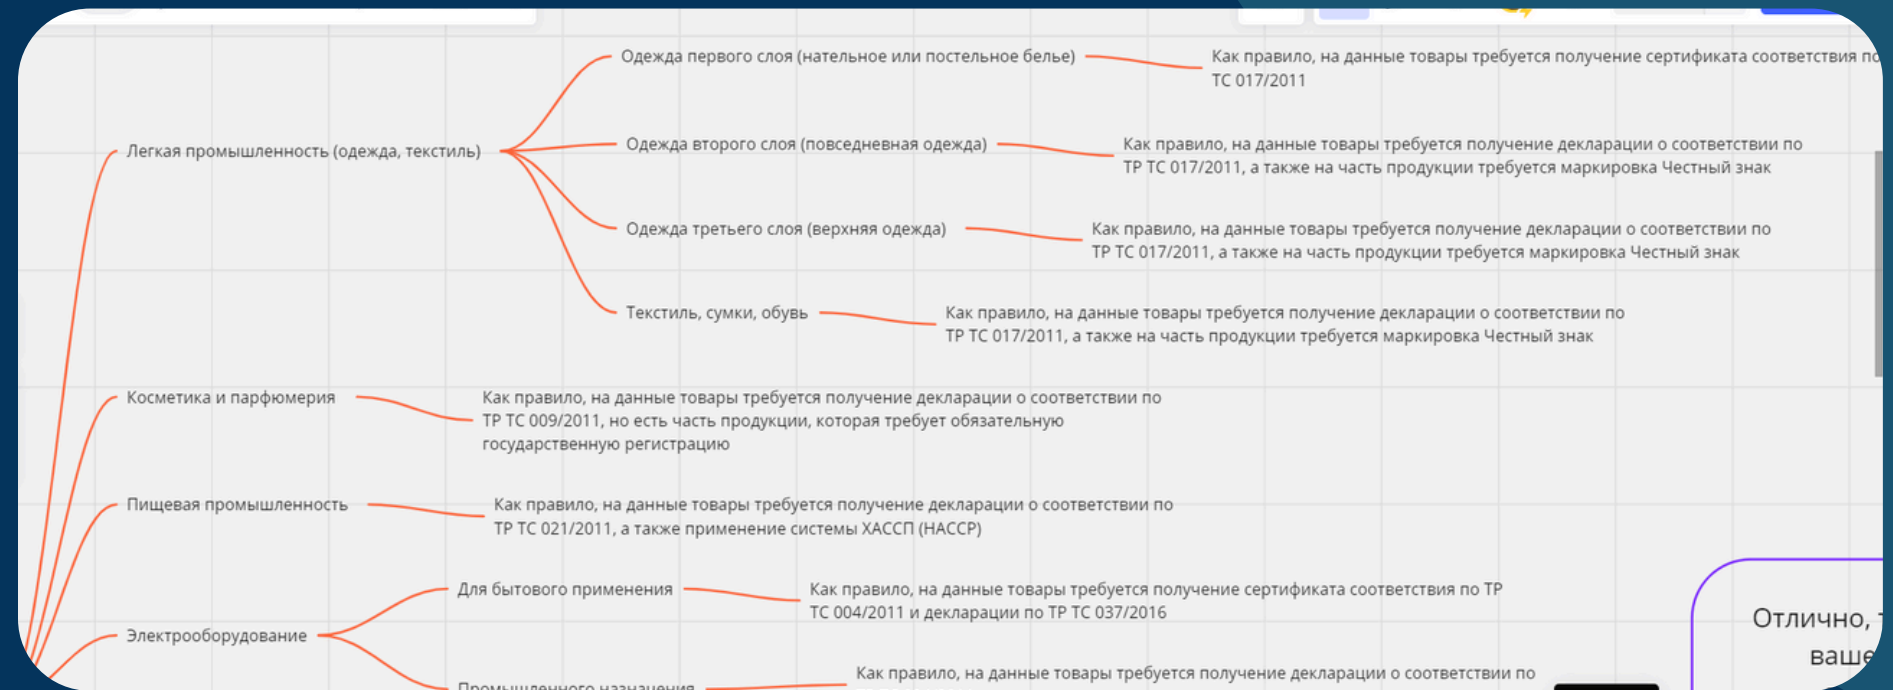 Одежда первого слоя (нательное или постельное белье)
Как правило, на данные товары требуется получение сертификата соответствия по
ТС 017/2011
Легкая промышленность (одежда, текстиль)
Одежда второго слоя (повседневная одежда)
Как правило, на данные товары требуется получение декларации о соответствии по
ТР ТС 017/2011, а также на часть продукции требуется маркировка Честный знак
Одежда третьего слоя (верхняя одежда)
Как правило, на данные товары требуется получение декларации о соответствии по
ТР ТС 017/2011, а также на часть продукции требуется маркировка Честный знак
Текстиль, сумки, обувь
Как правило, на данные товары требуется получение декларации о соответствии по
ТР ТС 017/2011, а также на часть продукции требуется маркировка Честный знак
Косметика и парфюмерия
Как правило, на данные товары требуется получение декларации о соответствии по
ТР ТС 009/2011, но есть часть продукции, которая требует обязательную
государственную регистрацию
Пищевая промышленность
Как правило, на данные товары требуется получение декларации о соответствии по
ТР ТС 021/2011, а также применение системы ХАССП (HACCP)
Для бытового применения
Как правило, на данные товары требуется получение сертификата соответствия по ТР
ТС 004/2011 и декларации по ТР ТС 037/2016
Электрооборудование
Промышленного назначения
Как правило, на данные товары требуется получение декларации о соответствии по
Отлично,
ваше